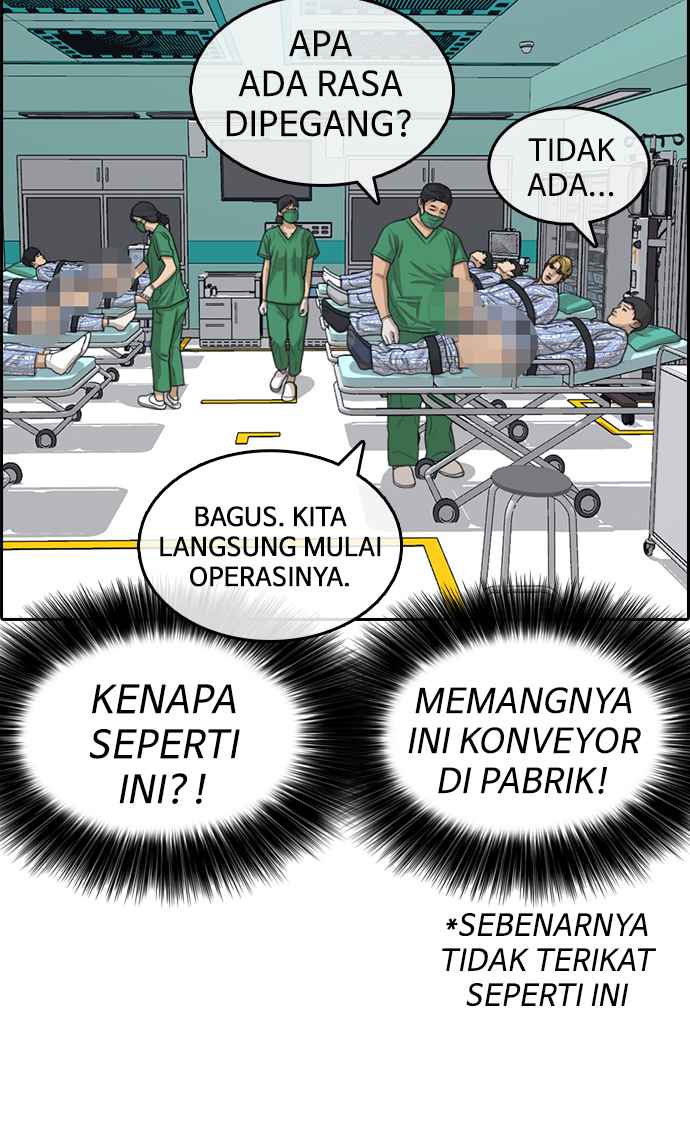 APA
ADA RASA
DIPEGANG?
TIDAK
ADA...
BAGUS. KITA
LANGSUNG MULAI
OPERASINYA.
KENAPA
SEPERTI
INI?!
MEMANGNYA
INI KONVEYOR
DI PABRIK!
*SEBENARNYA
TIDAK TERIKAT
SEPERTI INI